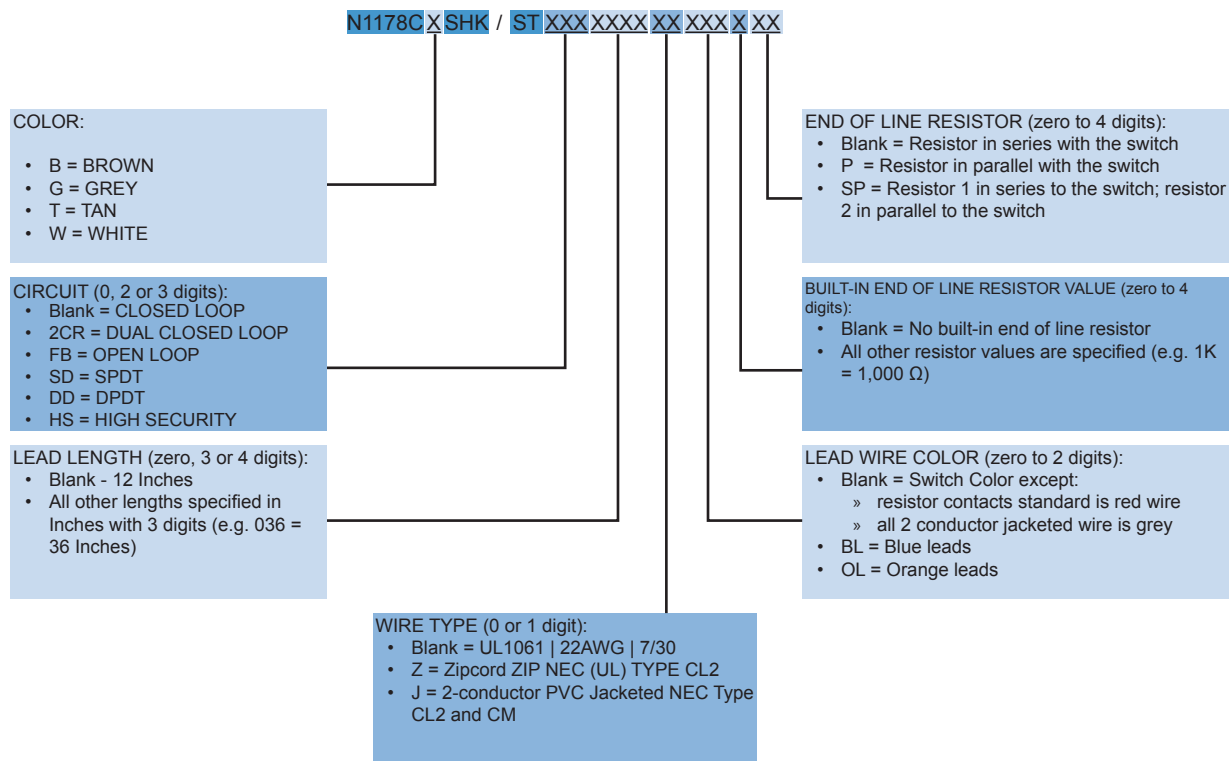 N1178C X SHK / ST XXX XXXX XX XXX X XX
COLOR:
• B = BROWN
• G = GREY
• T = TAN
• W = WHITE
CIRCUIT (0, 2 or 3 digits):
• Blank = CLOSED LOOP
• 2CR = DUAL CLOSED LOOP
• FB = OPEN LOOP
• SD = SPDT
• DD = DPDT
• HS = HIGH SECURITY
LEAD LENGTH (zero, 3 or 4 digits):
• Blank - 12 Inches
• All other lengths specified in
Inches with 3 digits (e.g. 036 =
36 Inches)
WIRE TYPE (0 or 1 digit):
• Blank = UL1061 | 22AWG | 7/30
• Z = Zipcord ZIP NEC (UL) TYPE CL2
• J = 2-conductor PVC Jacketed NEC Type
CL2 and CM
END OF LINE RESISTOR (zero to 4 digits):
• Blank = Resistor in series with the switch
• P = Resistor in parallel with the switch
• SP = Resistor 1 in series to the switch; resistor
2 in parallel to the switch
BUILT-IN END OF LINE RESISTOR VALUE (zero to 4
digits):
• Blank = No built-in end of line resistor
• All other resistor values are specified (e.g. 1K
= 1,000 Ω)
LEAD WIRE COLOR (zero to 2 digits):
• Blank = Switch Color except:
» resistor contacts standard is red wire
» all 2 conductor jacketed wire is grey
• BL = Blue leads
• OL = Orange leads